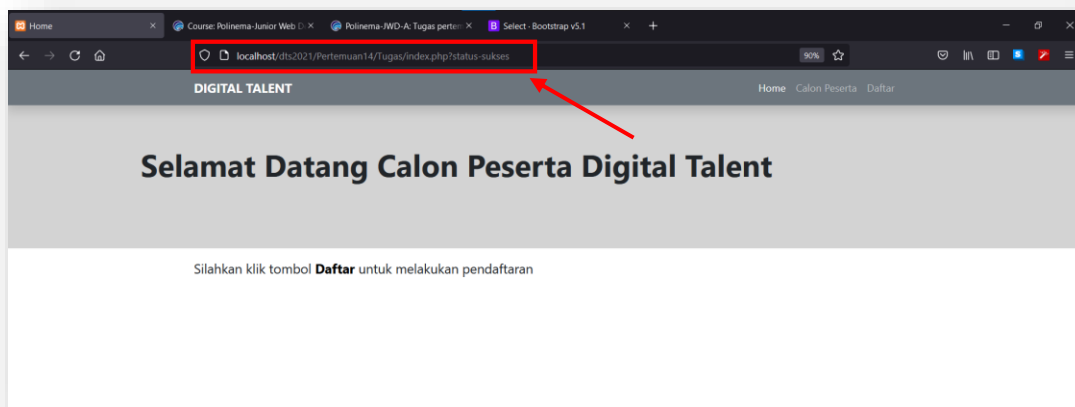 Home
Course: Polinema-Junior Web D
Polinema-JWD-A: Tugas pertem
Select · Bootstrap v5.1
localhost/dts2021/Pertemuan14/Tugas/index.php?status-sukses
90%
DIGITAL TALENT
Home Calon Peserta Daftar
Selamat Datang Calon Peserta Digital Talent
Silahkan klik tombol Daftar untuk melakukan pendaftaran